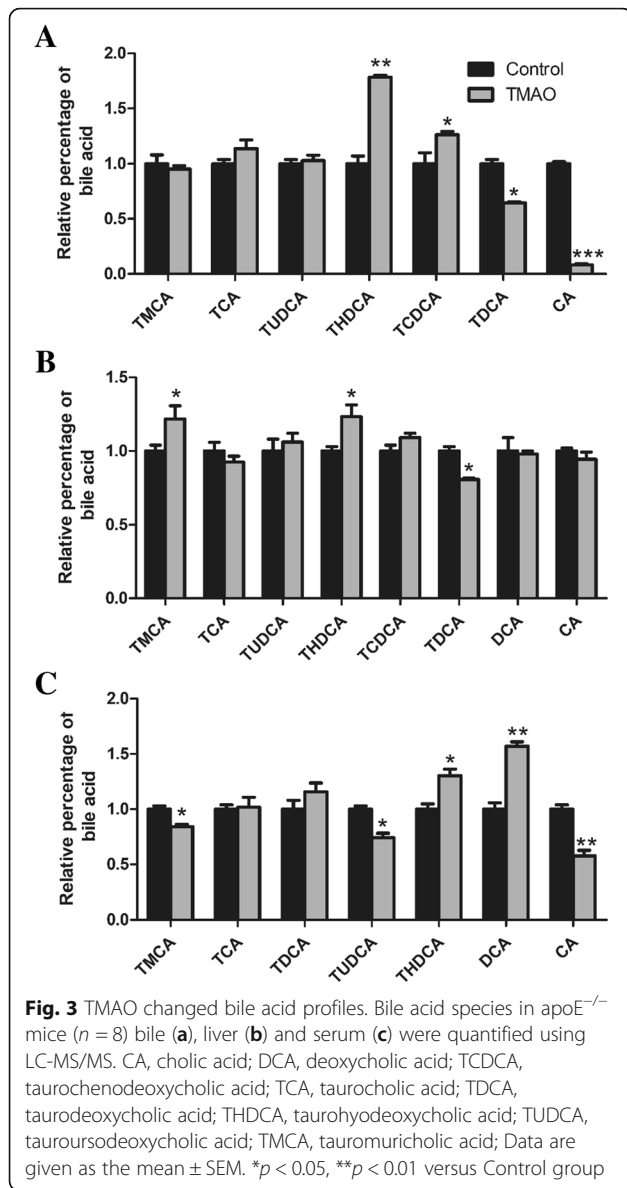 A
Relative percentage of
bile acid
2.0
1.5
1.0
0.5
0.0
**
*
*
***
Control
TMAO
TMCA
TCA
TUDCA
THDCA
TCDCA
TDCA
CA
B
Relative percentage of
bile acid
1.5
1.0
0.5
0.0
*
*
*
TMCA
TCA
TUDCA
THDCA
TCDCA
TDCA
DCA
CA
C
Relative percentage of
bile acid
2.0
1.5
1.0
0.5
0.0
*
*
*
**
**
TMCA
TCA
TDCA
TUDCA
THDCA
DCA
CA
Fig. 3 TMAO changed bile acid profiles. Bile acid species in apoE−/−
mice (n = 8) bile (a), liver (b) and serum (c) were quantified using
LC-MS/MS. CA, cholic acid; DCA, deoxycholic acid; TCDCA,
taurochenodeoxycholic acid; TCA, taurocholic acid; TDCA,
taurodeoxycholic acid; THDCA, taurohyodeoxycholic acid; TUDCA,
tauroursodeoxycholic acid; TMCA, tauromuricholic acid; Data are
given as the mean ± SEM. *p < 0.05, **p < 0.01 versus Control group